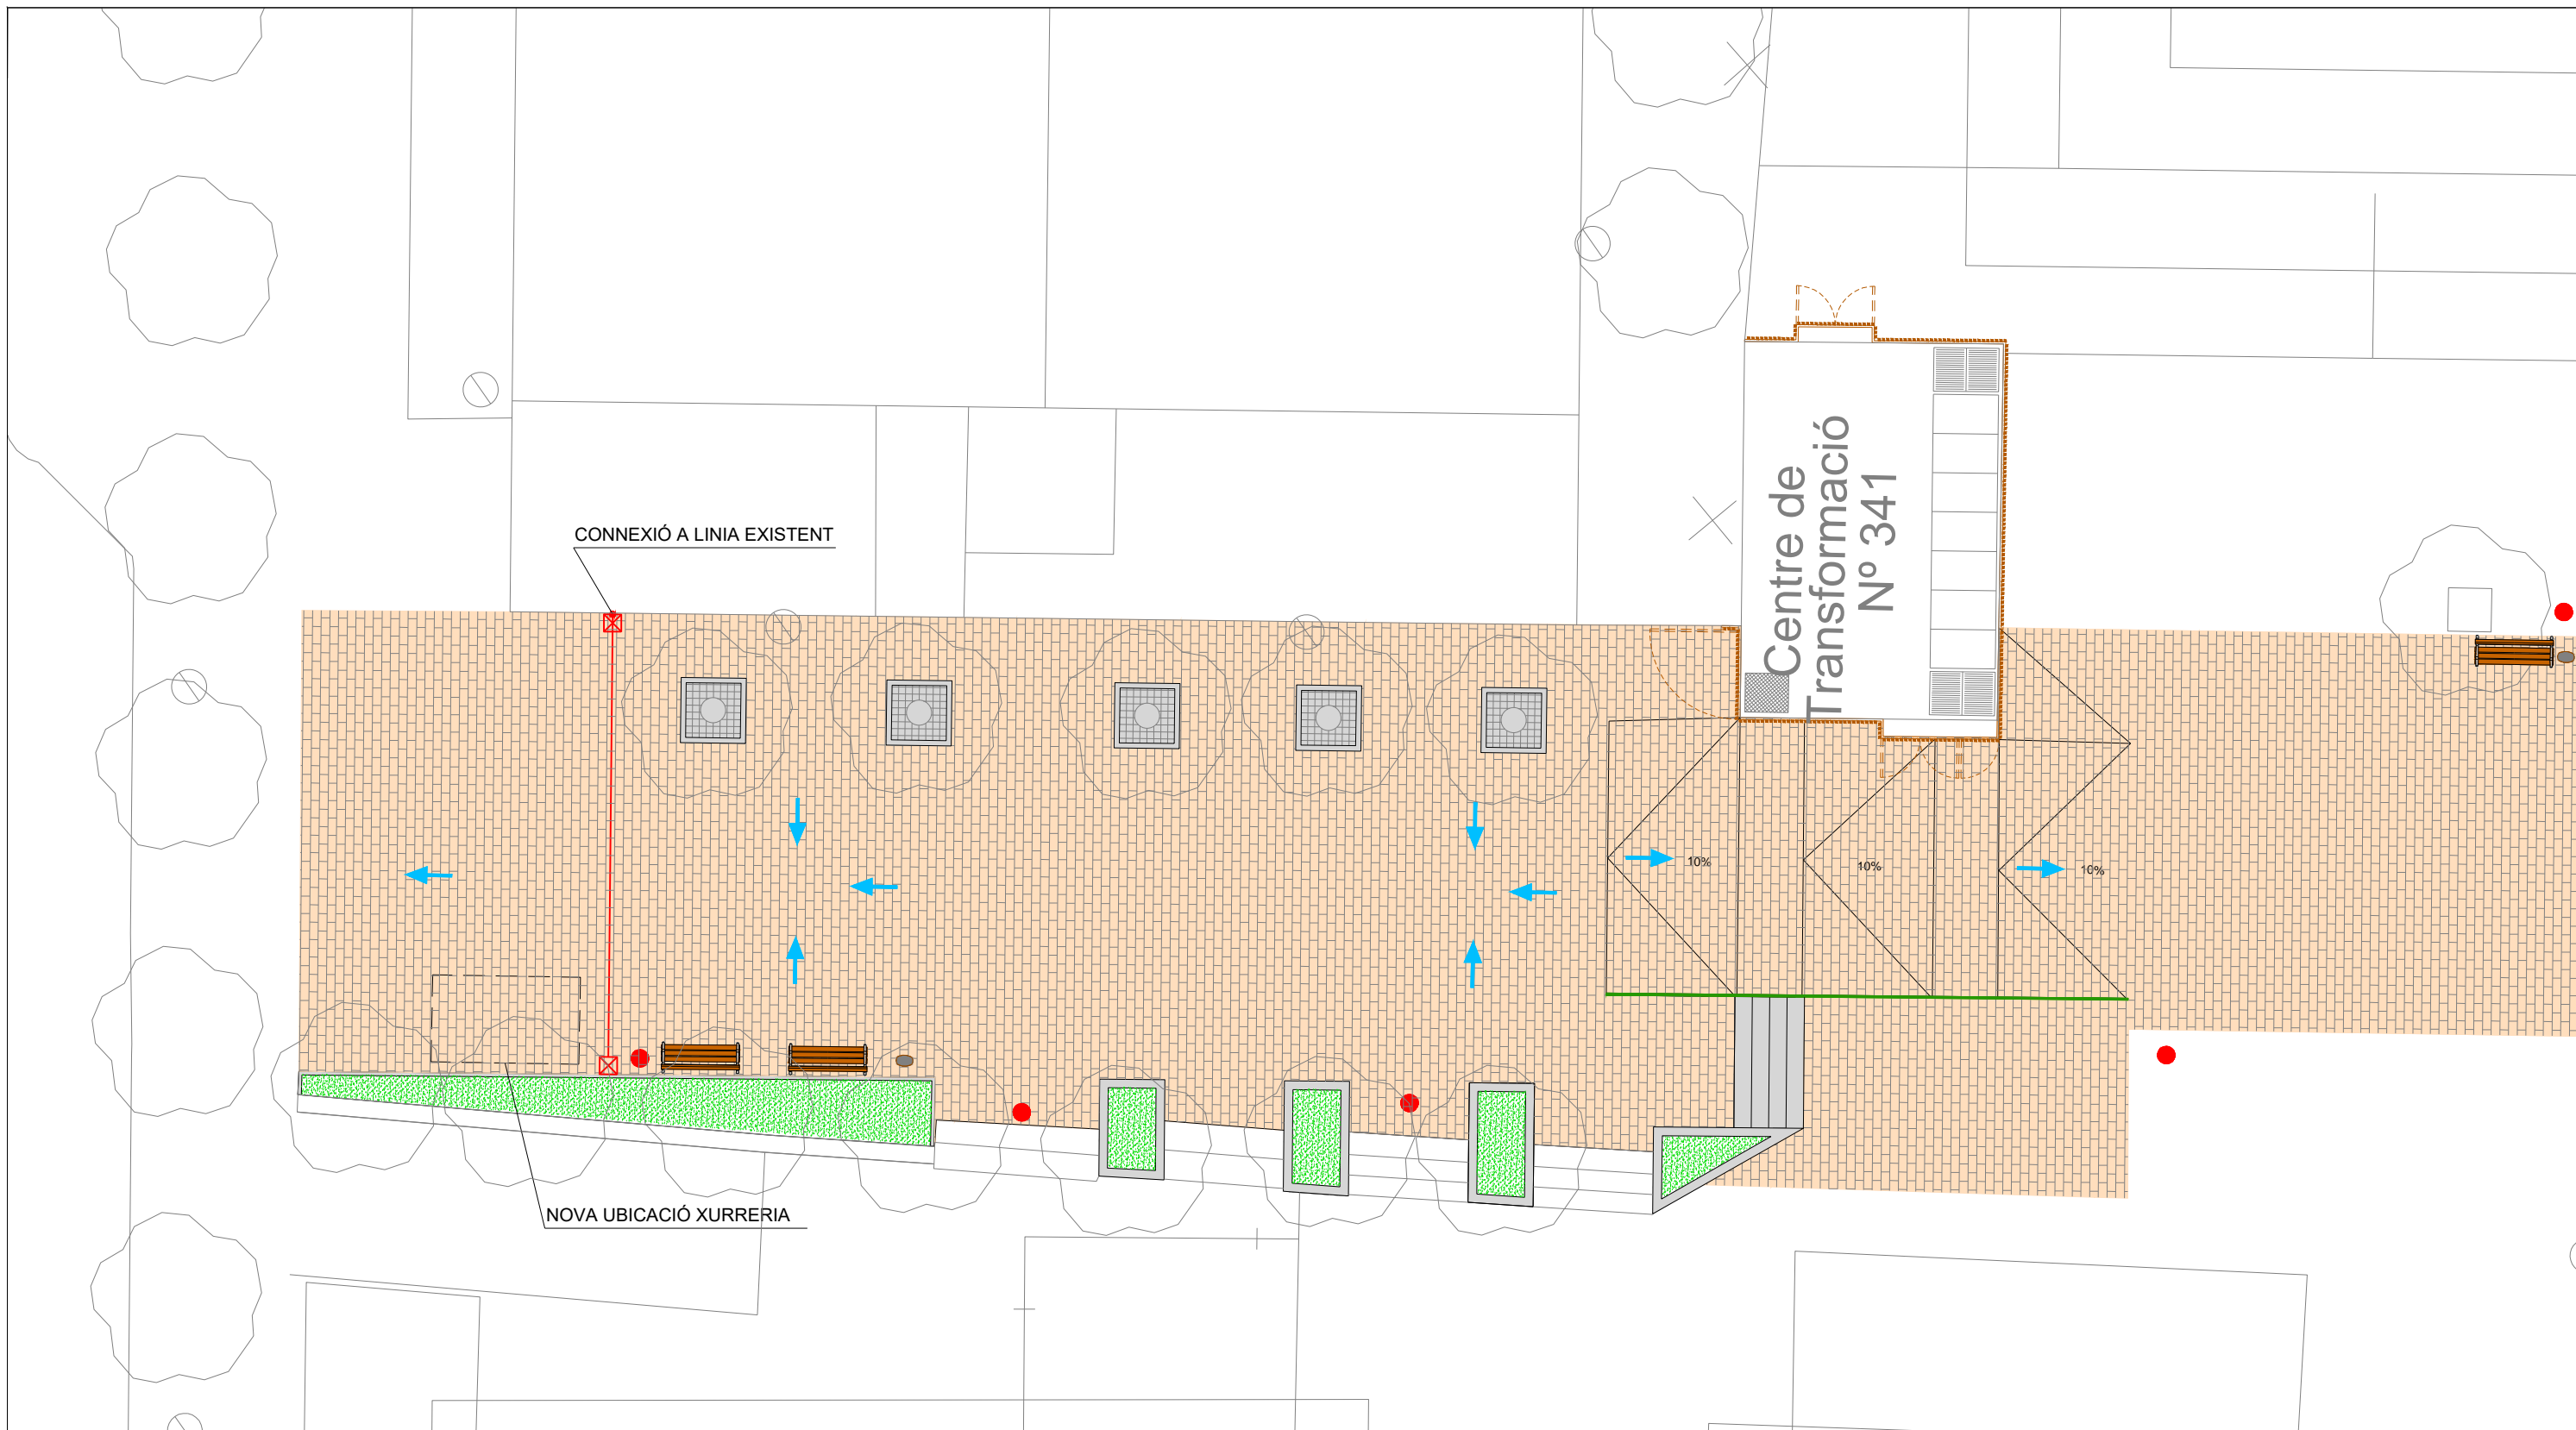 CONNEXIÓ A LINIA EXISTENT
Centre de
Transformació
Nº 341
10%
10%
10%
NOVA UBICACIÓ XURRERIA